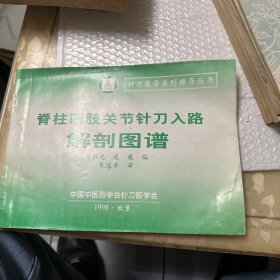 针刀医学系列辅导丛书
脊柱四肢关节针刀入路
解剖图谱
编
审
中国中医药学会针刀医学会
1998·北京